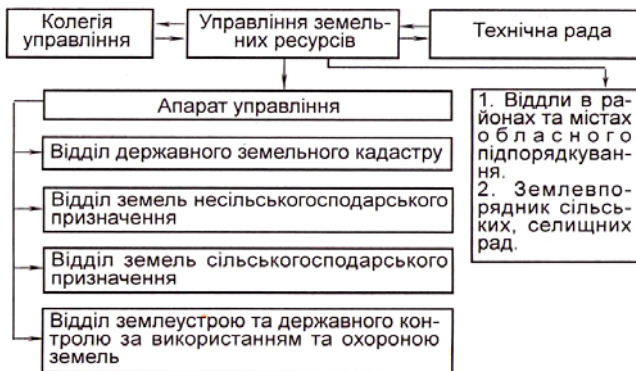 Колегія
управління
Управління земель-
них ресурсів
Технічна рада
Апарат управління
Відділ державного земельного кадастру
Відділ земель несільськогосподарського
призначення
Відділ земель сільськогосподарського
призначення
Відділ землеустрою та державного кон-
тролю за використанням та охороною
земель
1. Віддли в ра-
йонах та містах
обласного
підпорядкуван-
ня.
2. Землевпо-
рядник сільсь-
ких, селищних
рад.